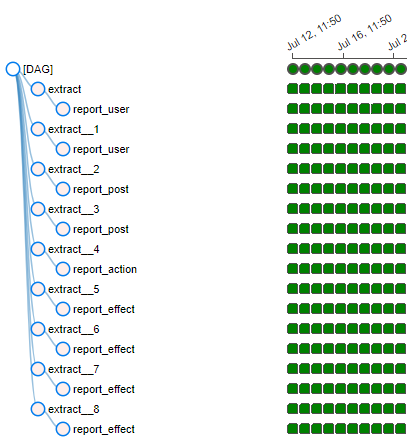 Jul 12, 11:50
Jul 16, 11:50
[DAG]
extract
report_user
extract__1
report_user
extract__2
report_post
extract__3
report_post
extract__4
report_action
extract__5
report_effect
extract__6
report_effect
extract__7
report_effect
extract__8
report_effect